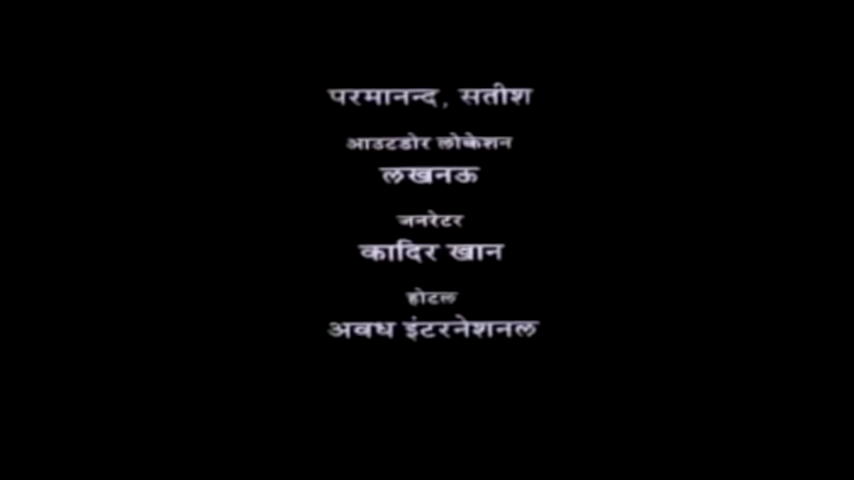 परमानन्द, सतीश
आउटडोर लोकेशन
लखनऊ
जनरेटर
कादिर खान
होटल
अवध इंटरनेशनल